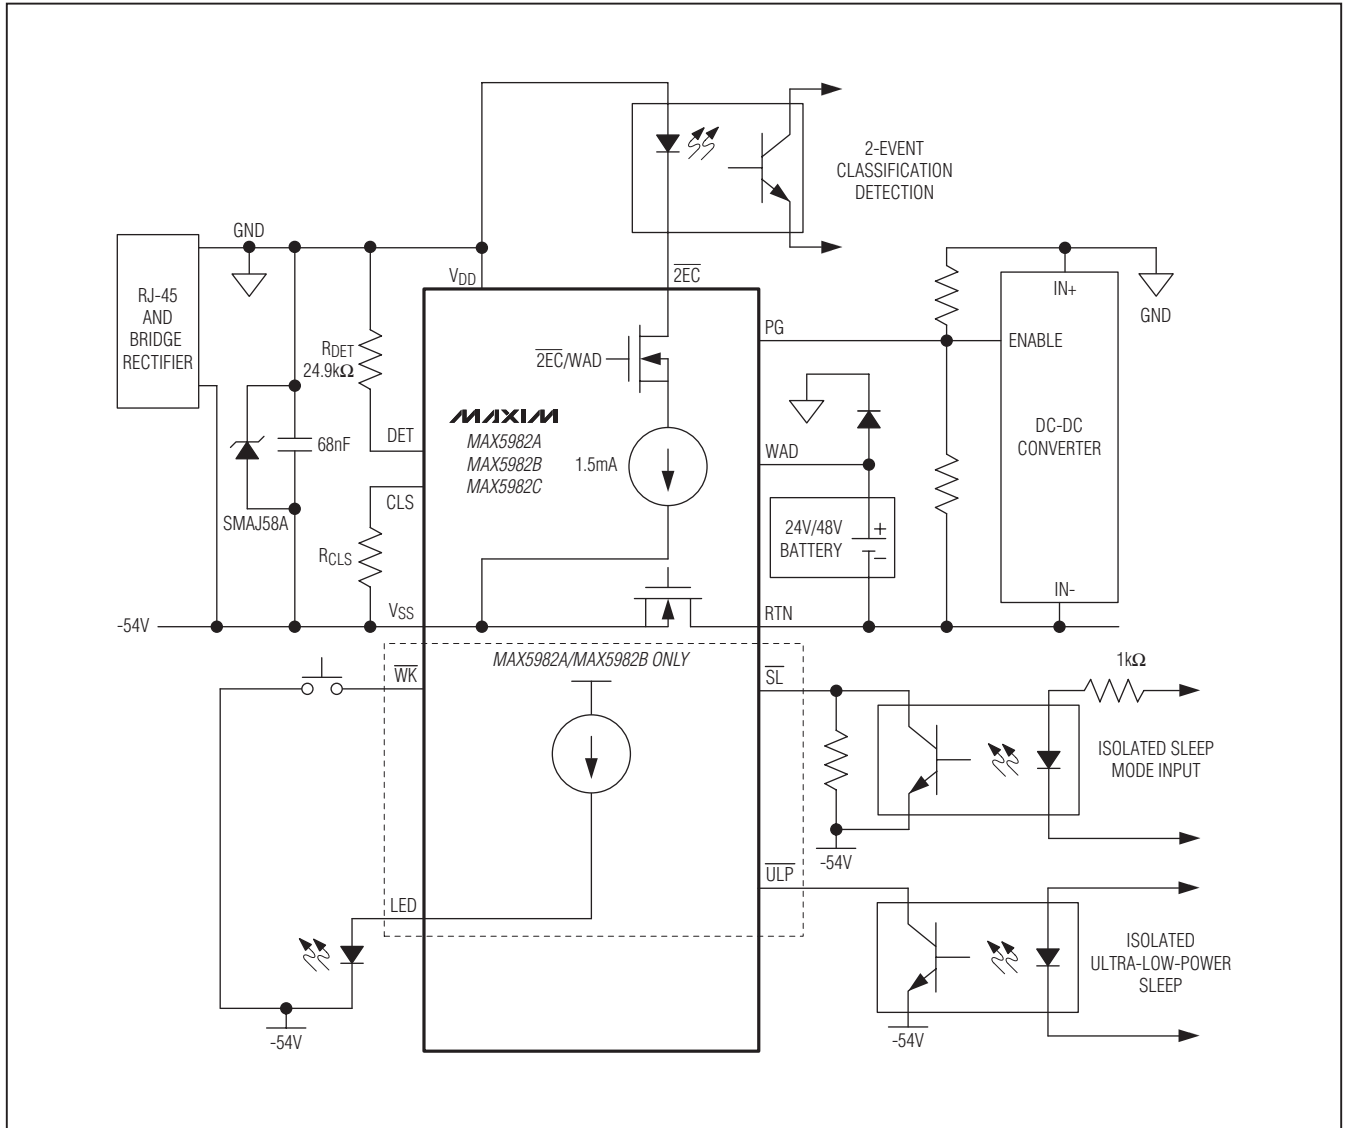 2-EVENT
CLASSIFICATION
DETECTION
GND
RJ-45
AND
BRIDGE
RECTIFIER
VDD
2EC
IN+
GND
PG
ENABLE
RDET
24.9kΩ
2EC/WAD
MAXIM
MAX5982A
MAX5982B
MAX5982C
DET
1.5mA
WAD
DC-DC
CONVERTER
68nF
CLS
SMAJ58A
24V/48V
BATTERY
+
-
RCLS
IN-
-54V
VSS
RTN
MAX5982A/MAX5982B ONLY
WK
SL
1kΩ
ISOLATED SLEEP
MODE INPUT
-54V
ULP
LED
ISOLATED
ULTRA-LOW-POWER
SLEEP
-54V
-54V